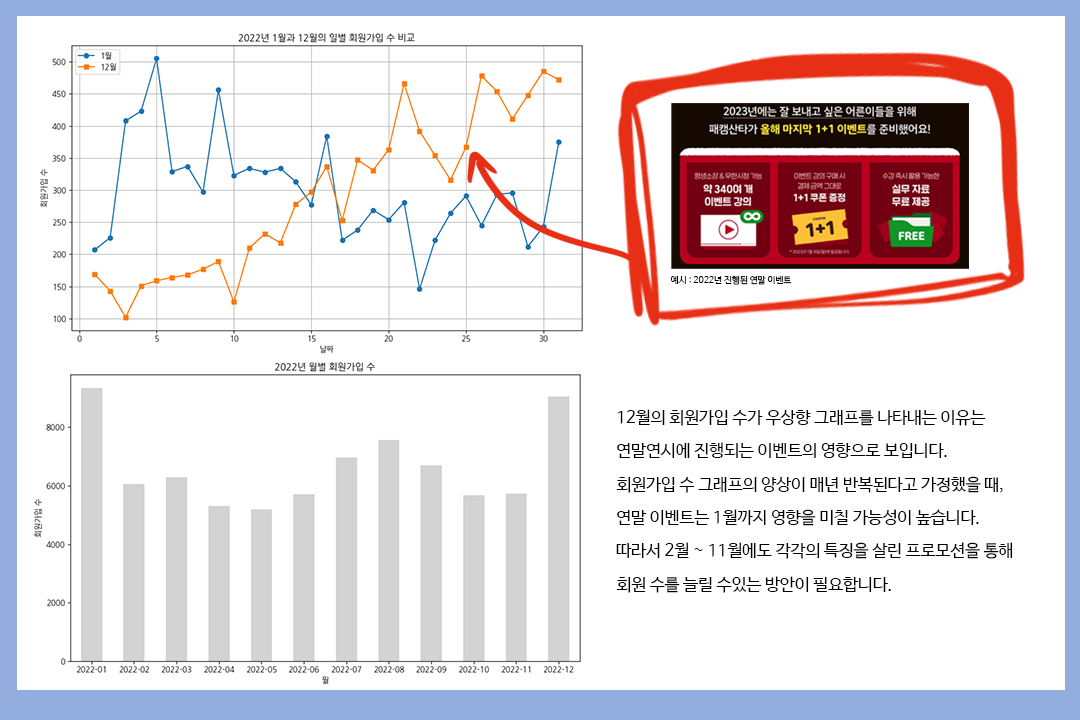 2022년 1월과 12월의 일별 회원가입 수 비교
1월
12월
500
450
400
350
300
250
200
150
100
회원가입 수
0 5 10 15 20 25 30
날짜
2023년에는 잘 보내고 싶은 어른이들을 위해
패캠산타가 올해 마지막 1+1 이벤트를 준비했어요!
평생소장 & 무한시청 가능
약 340여 개
이벤트 강의
이벤트 강의 구매 시
결제 금액 그대로
1+1 쿠폰 증정
COUPON
1+1
수강 즉시 활용 가능한
실무 자료
무료 제공
FREE
예시 : 2022년 진행된 연말 이벤트
2022년 월별 회원가입 수
8000
6000
4000
2000
0
회원가입 수
2022-01 2022-02 2022-03 2022-04 2022-05 2022-06 2022-07 2022-08 2022-09 2022-10 2022-11 2022-12
월
12월의 회원가입 수가 우상향 그래프를 나타내는 이유는
연말연시에 진행되는 이벤트의 영향으로 보입니다.
회원가입 수 그래프의 양상이 매년 반복된다고 가정했을 때,
연말 이벤트는 1월까지 영향을 미칠 가능성이 높습니다.
따라서 2월 ~ 11월에도 각각의 특징을 살린 프로모션을 통해
회원 수를 늘릴 수있는 방안이 필요합니다.